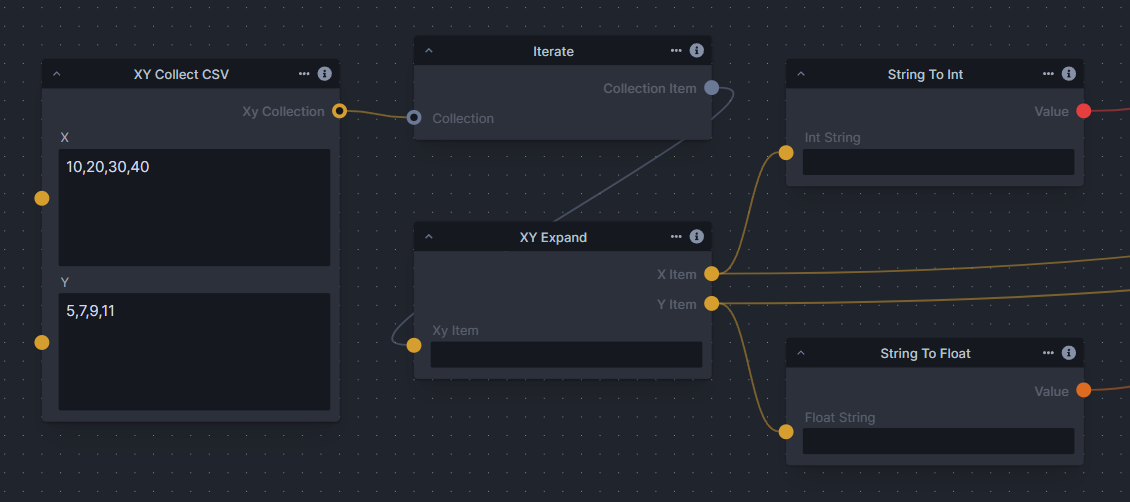 XY Collect CSV
Xy Collection
X
10,20,30,40
Y
5,7,9,11
Iterate
Collection Item
Collection
XY Expand
X Item
Y Item
Xy Item
String To Int
Value
Int String
String To Float
Value
Float String